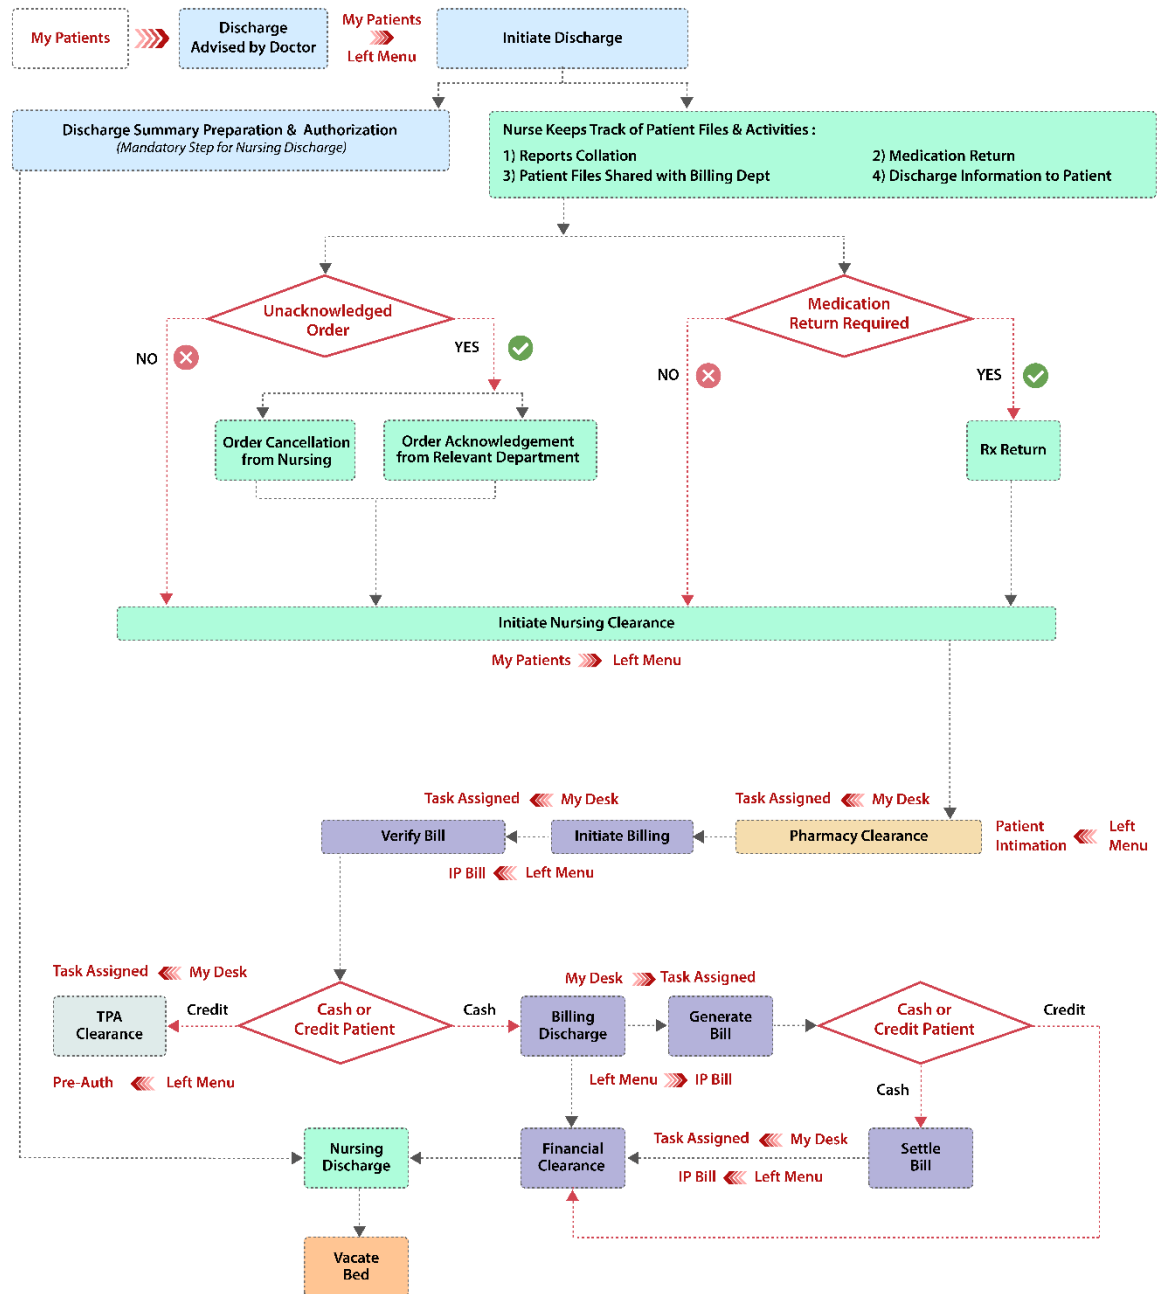 My Patients
Discharge
Advised by Doctor
My Patients
Left Menu
Initiate Discharge
Discharge Summary Preparation & Authorization
(Mandatory Step for Nursing Discharge)
Nurse Keeps Track of Patient Files & Activities :
1) Reports Collation
2) Medication Return
3) Patient Files Shared with Billing Dept
4) Discharge Information to Patient
Unacknowledged
Order
Medication
Return Required
NO
YES
NO
YES
Order Cancellation
from Nursing
Order Acknowledgement
from Relevant Department
Rx Return
Initiate Nursing Clearance
My Patients
Left Menu
Task Assigned
My Desk
Task Assigned
My Desk
Verify Bill
Initiate Billing
Pharmacy Clearance
Patient
Intimation
Left
Menu
IP Bill
Left Menu
Task Assigned
My Desk
My Desk
Task Assigned
TPA
Clearance
Credit
Cash or
Credit Patient
Cash
Billing
Discharge
Generate
Bill
Cash or
Credit Patient
Credit
Pre-Auth
Left Menu
Left Menu
IP Bill
Cash
Nursing
Discharge
Financial
Clearance
Task Assigned
My Desk
IP Bill
Left Menu
Settle
Bill
Vacate
Bed